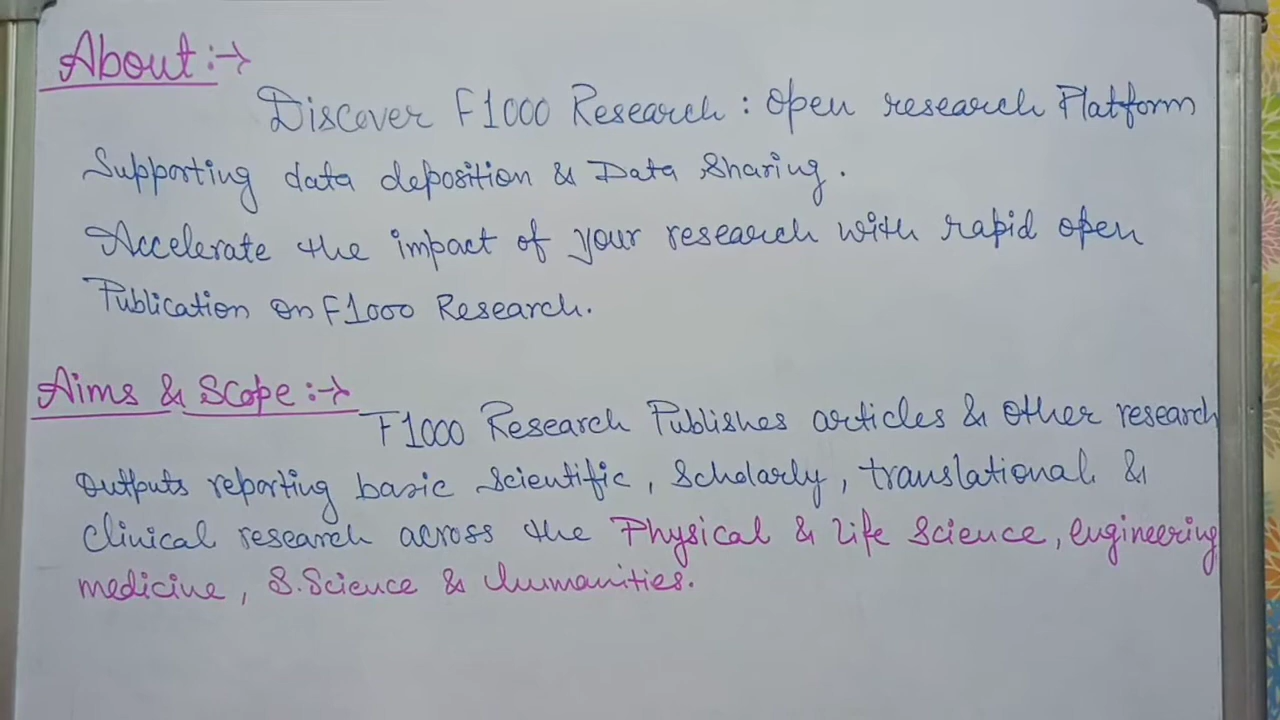 About:→
Discover F1000 Research: Open research Platform
Supporting data deposition & Data Sharing.
Accelerate the impact of your research with rapid open
Publication on F1000 Research.
Aims & Scope:→
F1000 Research Publishes articles & other research
outputs reporting basic scientific, Scholarly, translational &
clinical research across the Physical & Life Science, engineering
medicine, S.Science & humanities.